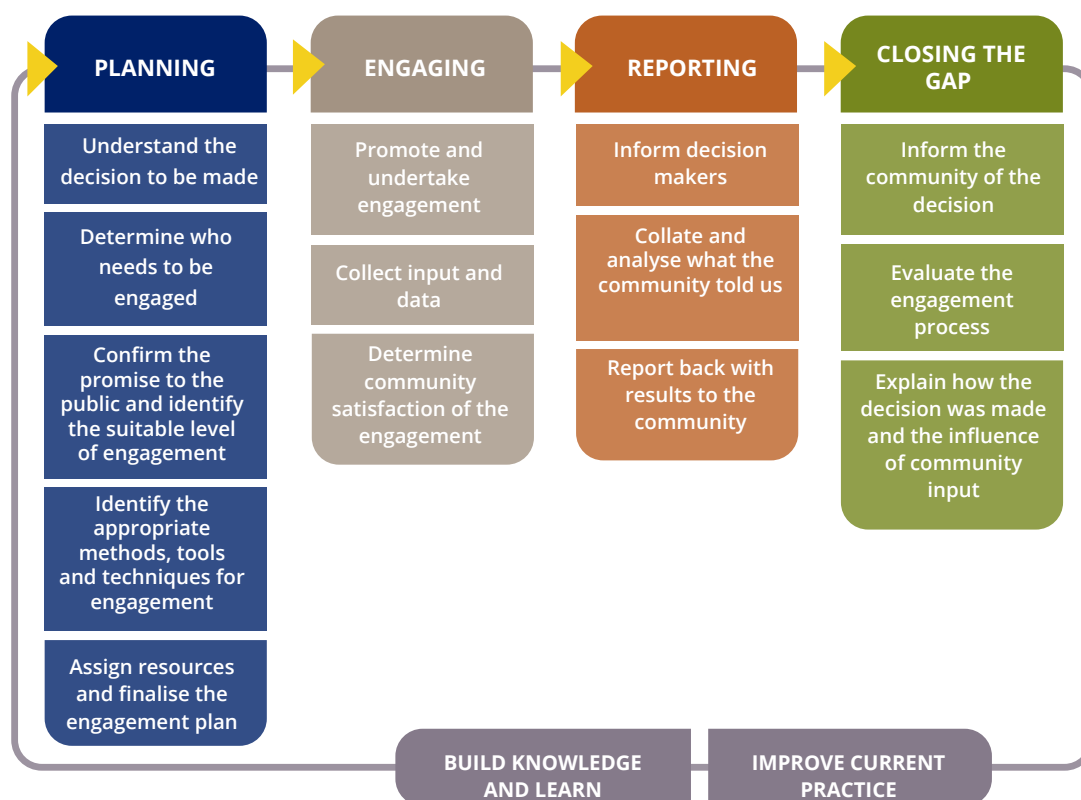 PLANNING
Understand the
decision to be made
Determine who
needs to be
engaged
Confirm the
promise to the
public and identify
the suitable level
of engagement
Identify the
appropriate
methods, tools
and techniques for
engagement
Assign resources
and finalise the
engagement plan
ENGAGING
Promote and
undertake
engagement
Collect input and
data
Determine
community
satisfaction of the
engagement
REPORTING
Inform decision
makers
Collate and
analyse what the
community told us
Report back with
results to the
community
CLOSING THE
GAP
Inform the
community of the
decision
Evaluate the
engagement
process
Explain how the
decision was made
and the influence
of community
input
BUILD KNOWLEDGE
AND LEARN
IMPROVE CURRENT
PRACTICE